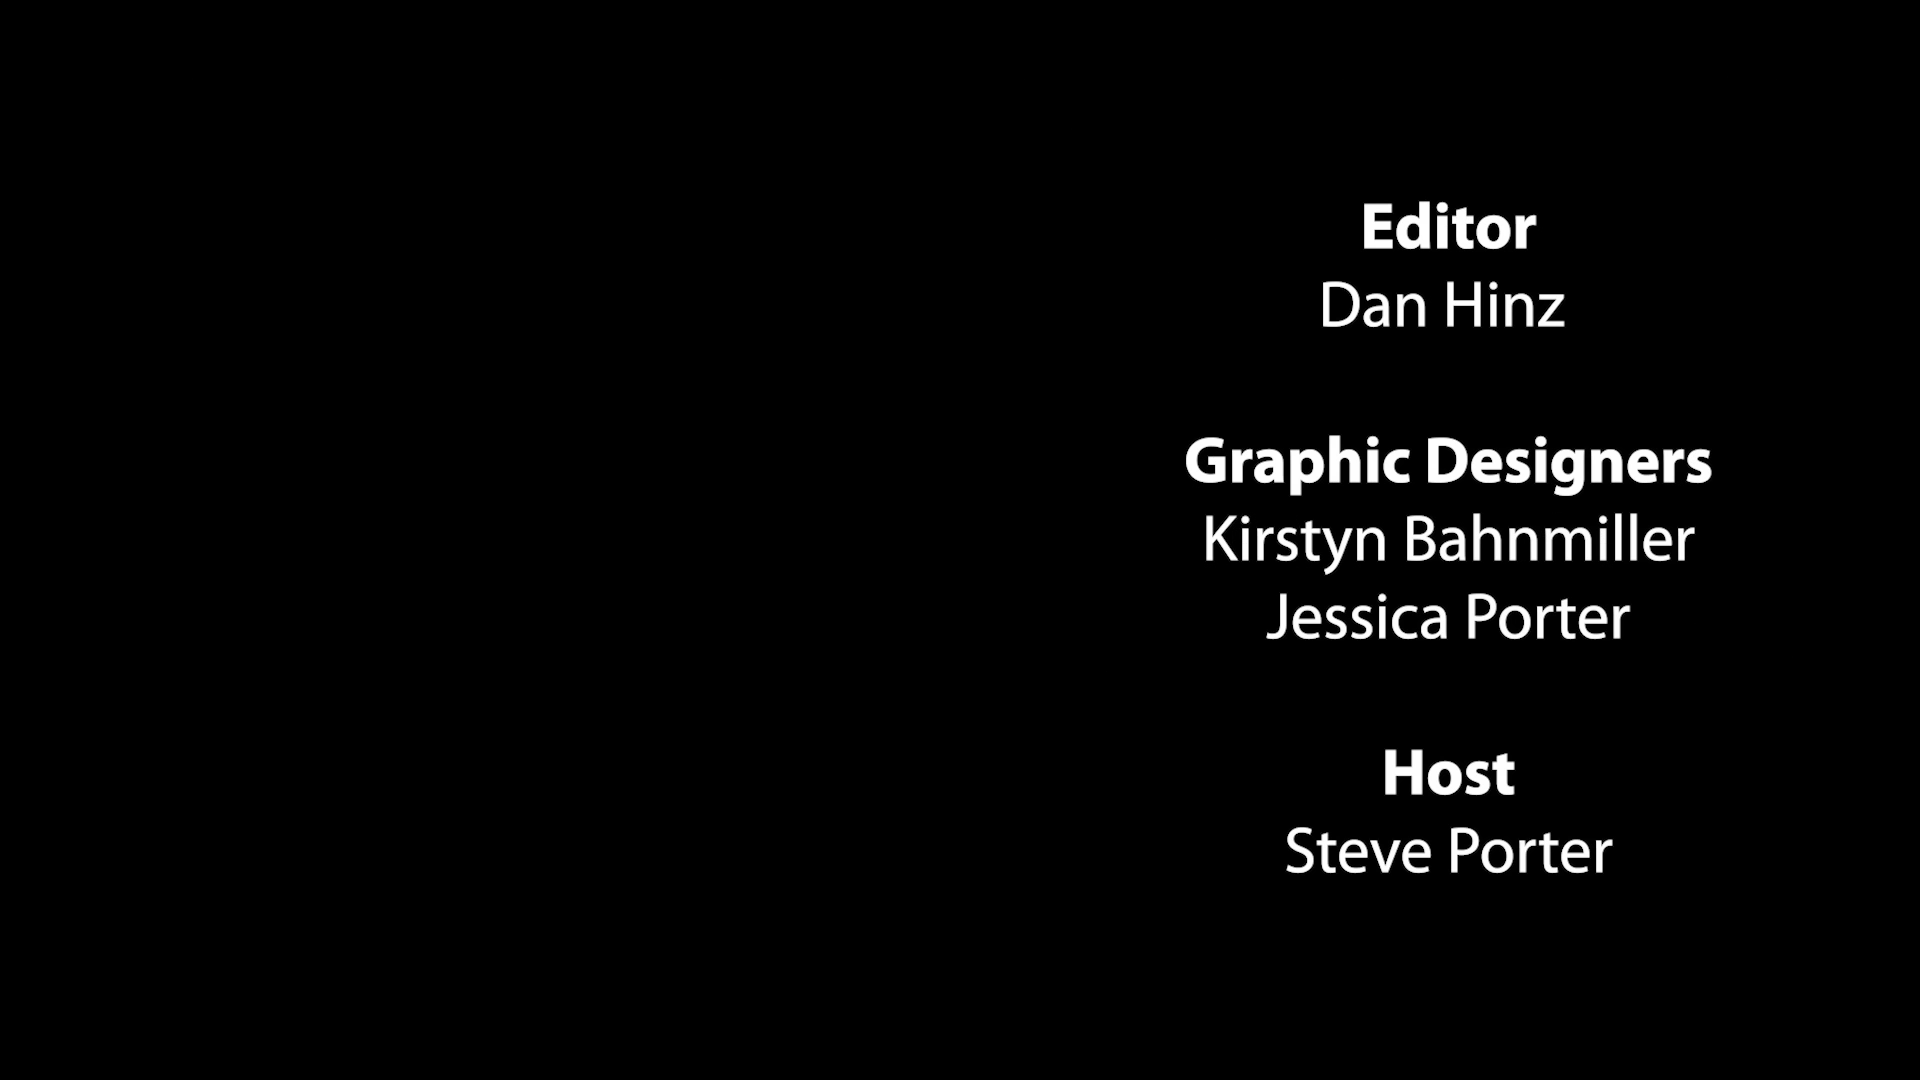 Editor
Dan Hinz
Graphic Designers
Kirstyn Bahnmiller
Jessica Porter
Host
Steve Porter